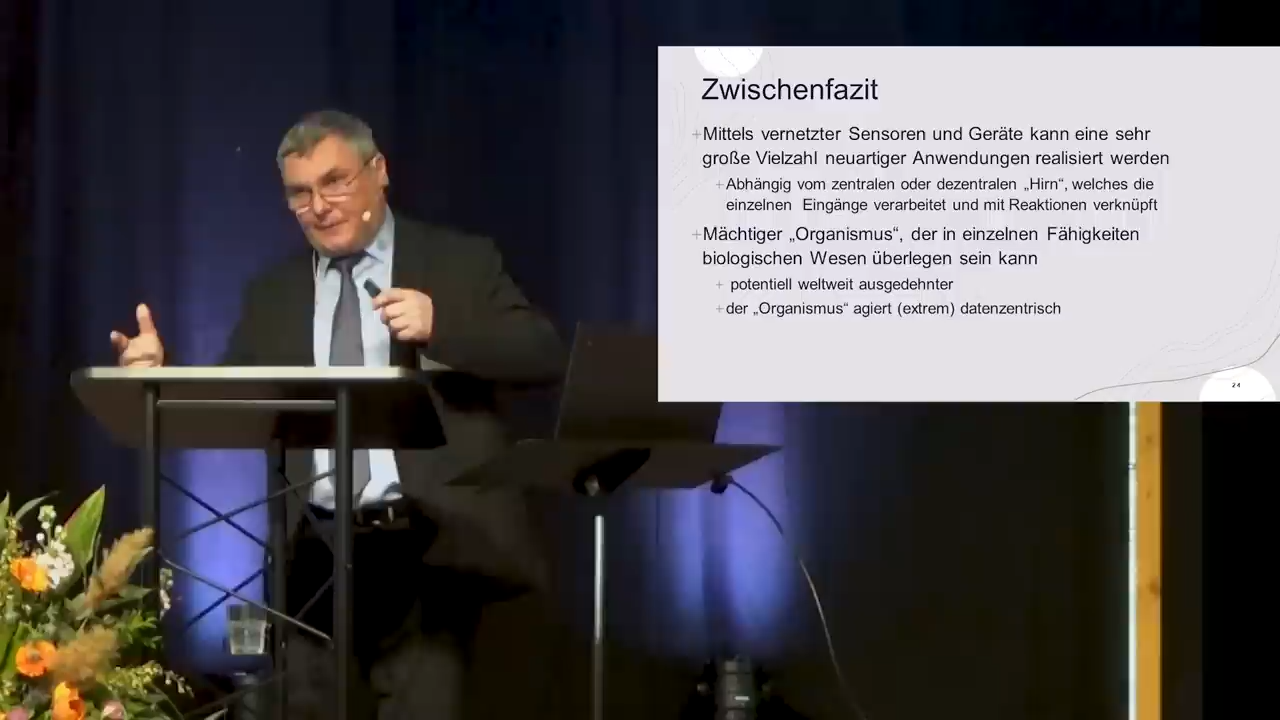 Zwischenfazit
+Mittels vernetzter Sensoren und Geräte kann eine sehr
große Vielzahl neuartiger Anwendungen realisiert werden
+Abhängig vom zentralen oder dezentralen „Hirn“, welches die
einzelnen Eingänge verarbeitet und mit Reaktionen verknüpft
+Mächtiger „Organismus“, der in einzelnen Fähigkeiten
biologischen Wesen überlegen sein kann
+ potentiell weltweit ausgedehnter
+der „Organismus“ agiert (extrem) datenzentrisch
24